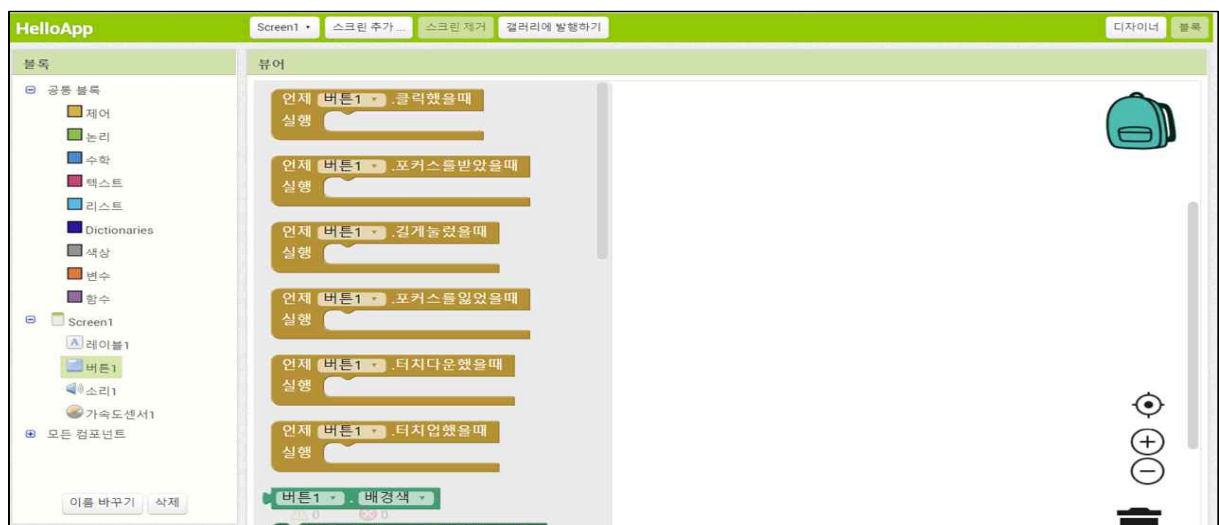 HelloApp
Screen1
스크린 추가 ...
스크린 제거
갤러리에 발행하기
디자이너
블록
블록
뷰어
공통 블록
제어
논리
수학
텍스트
리스트
Dictionaries
색상
변수
함수
Screen1
레이블1
버튼1
소리1
가속도센서1
모든 컴포넌트
이름 바꾸기
삭제
언제 버튼1 .클릭했을때
실행
언제 버튼1 .포커스를받았을때
실행
언제 버튼1 .길게눌렀을때
실행
언제 버튼1 .포커스를잃었을때
실행
언제 버튼1 .터치다운했을때
실행
언제 버튼1 .터치업했을때
실행
버튼1 . 배경색
0 0